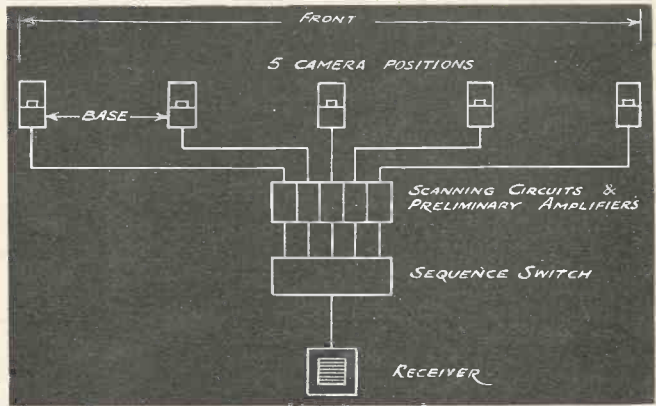 FRONT
5 CAMERA POSITIONS
BASE
SCANNING CIRCUITS &
PRELIMINARY AMPLIFIERS
SEQUENCE SWITCH
RECEIVER